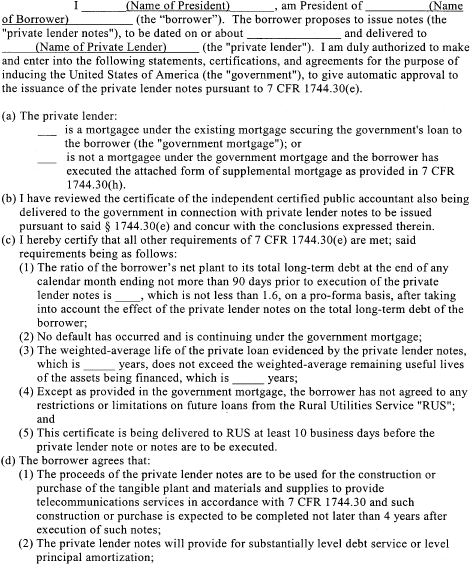 I (Name of President) , am President of (Name
of Borrower) (the “borrower”). The borrower proposes to issue notes (the
"private lender notes"), to be dated on or about _______________ and delivered to
(Name of Private Lender) (the "private lender"). I am duly authorized to make
and enter into the following statements, certifications, and agreements for the purpose of
inducing the United States of America (the "government"), to give automatic approval to
the issuance of the private lender notes pursuant to 7 CFR 1744.30(e).
(a) The private lender:
___ is a mortgagee under the existing mortgage securing the government's loan to
the borrower (the "government mortgage"); or
___ is not a mortgagee under the government mortgage and the borrower has
executed the attached form of supplemental mortgage as provided in 7 CFR
1744.30(h).
(b) I have reviewed the certificate of the independent certified public accountant also being
delivered to the government in connection with private lender notes to be issued
pursuant to said § 1744.30(e) and concur with the conclusions expressed therein.
(c) I hereby certify that all other requirements of 7 CFR 1744.30(e) are met; said
requirements being as follows:
(1) The ratio of the borrower’s net plant to its total long-term debt at the end of any
calendar month ending not more than 90 days prior to execution of the private
lender notes is ____, which is not less than 1.6, on a pro-forma basis, after taking
into account the effect of the private lender notes on the total long-term debt of the
borrower;
(2) No default has occurred and is continuing under the government mortgage;
(3) The weighted-average life of the private loan evidenced by the private lender notes,
which is _____ years, does not exceed the weighted-average remaining useful lives
of the assets being financed, which is _____ years;
(4) Except as provided in the government mortgage, the borrower has not agreed to any
restrictions or limitations on future loans from the Rural Utilities Service "RUS";
and
(5) This certificate is being delivered to RUS at least 10 business days before the
private lender note or notes are to be executed.
(d) The borrower agrees that:
(1) The proceeds of the private lender notes are to be used for the construction or
purchase of the tangible plant and materials and supplies to provide
telecommunications services in accordance with 7 CFR 1744.30 and such
construction or purchase is expected to be completed not later than 4 years after
execution of such notes;
(2) The private lender notes will provide for substantially level debt service or level
principal amortization;